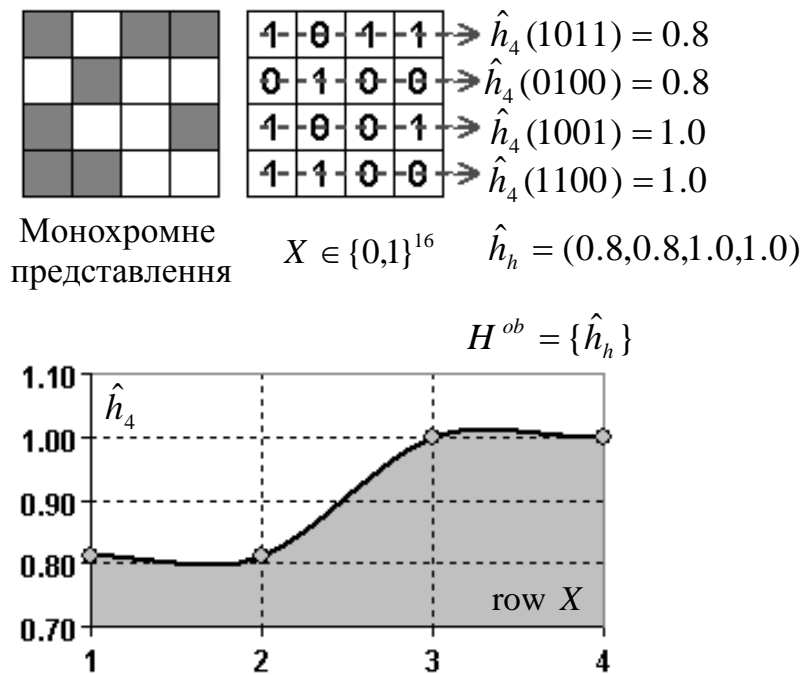 1 0 1 1 ĥ₄(1011) = 0.8
0 1 0 0 ĥ₄(0100) = 0.8
1 0 0 1 ĥ₄(1001) = 1.0
1 1 0 0 ĥ₄(1100) = 1.0
Монохромне
представлення
X ∈ {0,1}¹⁶
ĥₕ = (0.8,0.8,1.0,1.0)
Hᵒᵇ = {ĥₕ}
1.10
ĥ₄
1.00
0.90
0.80
row X
0.70
1 2 3 4